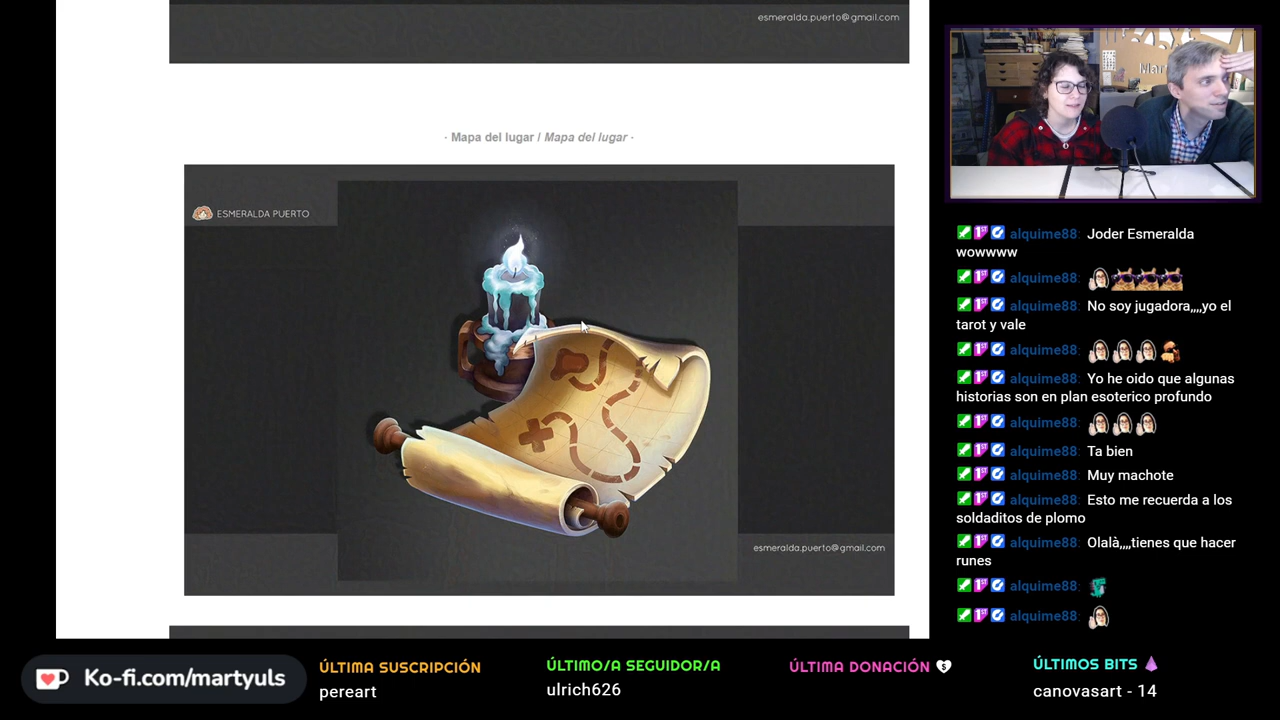 esmeralda.puerto@gmail.com
· Mapa del lugar / Mapa del lugar ·
ESMERALDA PUERTO
esmeralda.puerto@gmail.com
alquime88: Joder Esmeralda
wowwww
alquime88:
alquime88: No soy jugadora,,,,yo el
tarot y vale
alquime88:
alquime88: Yo he oido que algunas
historias son en plan esoterico profundo
alquime88:
alquime88: Ta bien
alquime88: Muy machote
alquime88: Esto me recuerda a los
soldaditos de plomo
alquime88: Olalà,,,,tienes que hacer
runes
alquime88:
alquime88:
Ko-fi.com/martyuls
ÚLTIMA SUSCRIPCIÓN
pereart
ÚLTIMO/A SEGUIDOR/A
ulrich626
ÚLTIMA DONACIÓN
ÚLTIMOS BITS
canovasart - 14